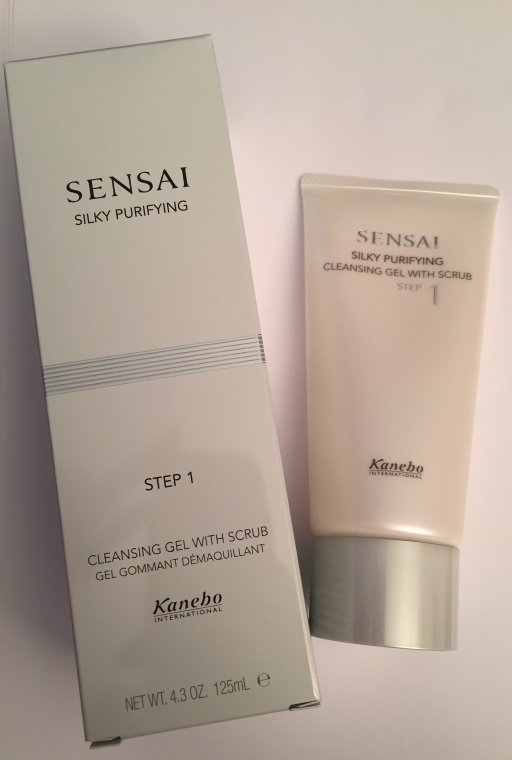 SENSAI
SILKY PURIFYING
STEP 1
CLEANSING GEL WITH SCRUB
GEL GOMMANT DÉMAQUILLANT
Kanebo
INTERNATIONAL
NET WT. 4.3 OZ. 125mL ℮
SENSAI
SILKY PURIFYING
CLEANSING GEL WITH SCRUB
STEP 1
Kanebo
INTERNATIONAL